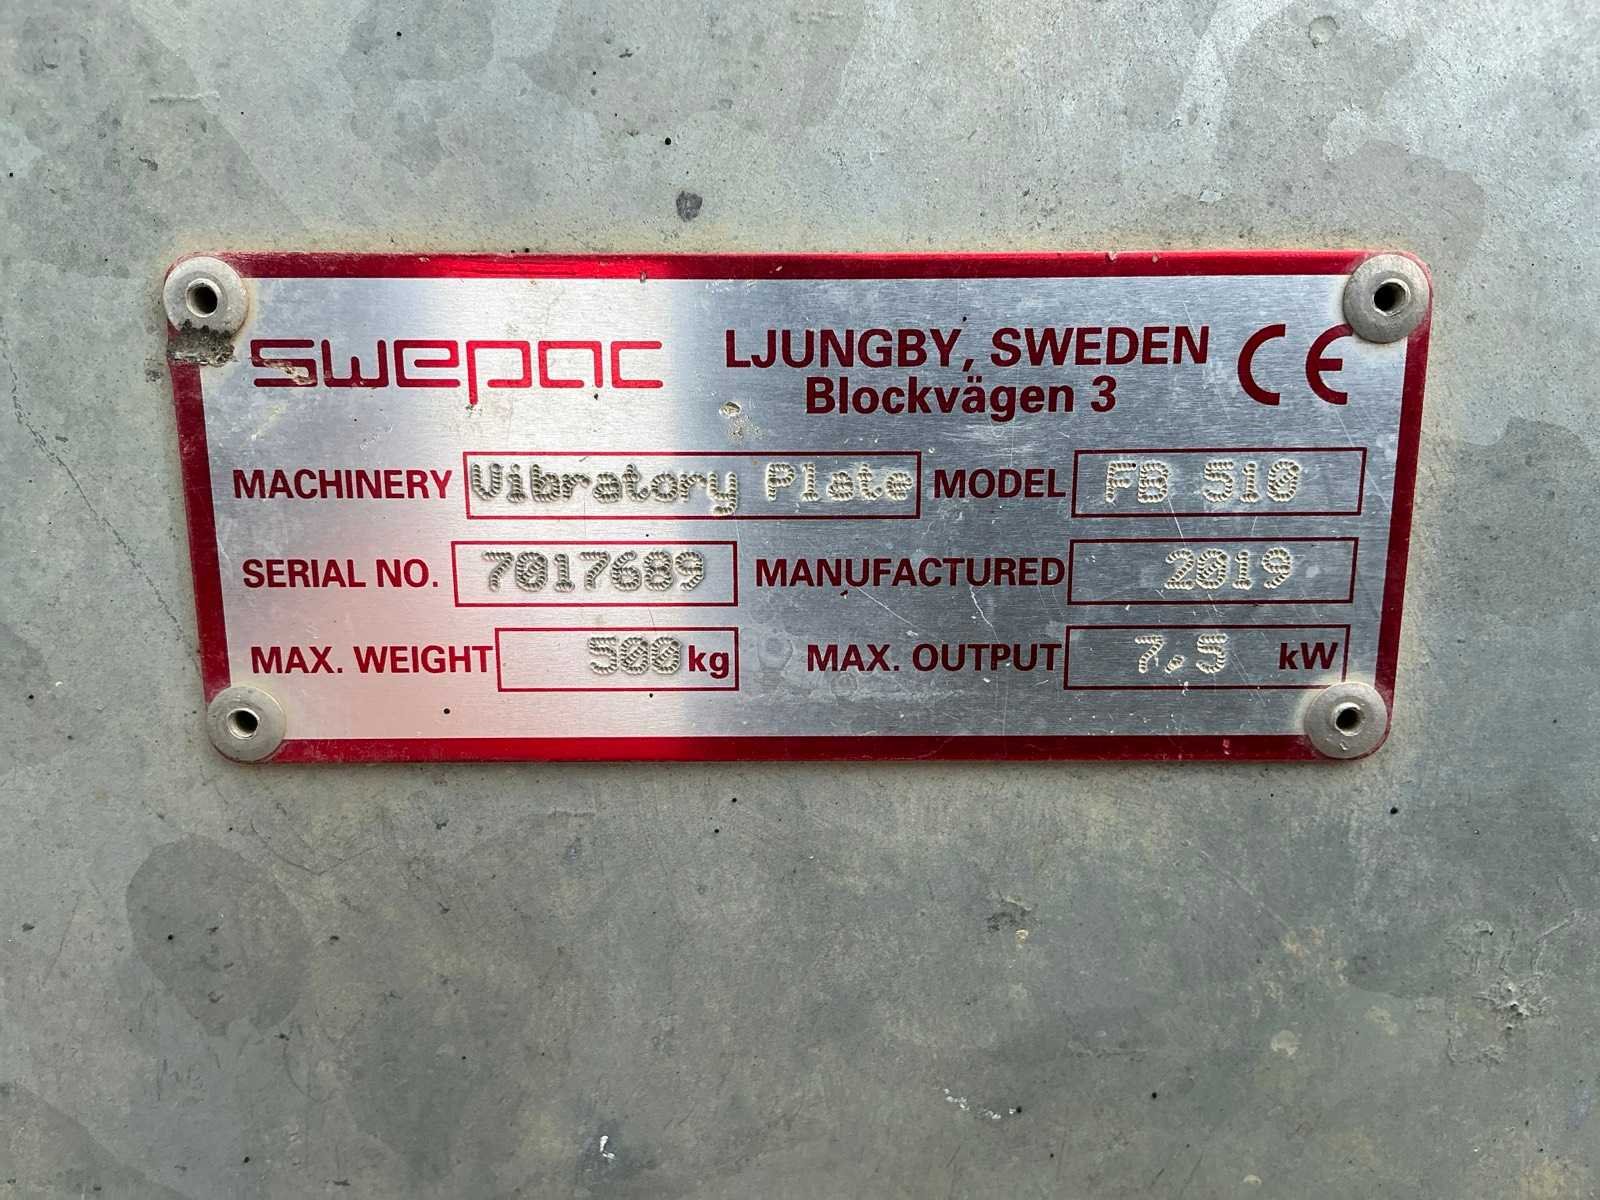 swepac LJUNGBY, SWEDEN CE
Blockvägen 3
MACHINERY Vibratory Plate MODEL FB 510
SERIAL NO. 7017689 MANUFACTURED 2019
MAX. WEIGHT 500 kg MAX. OUTPUT 7,5 kW